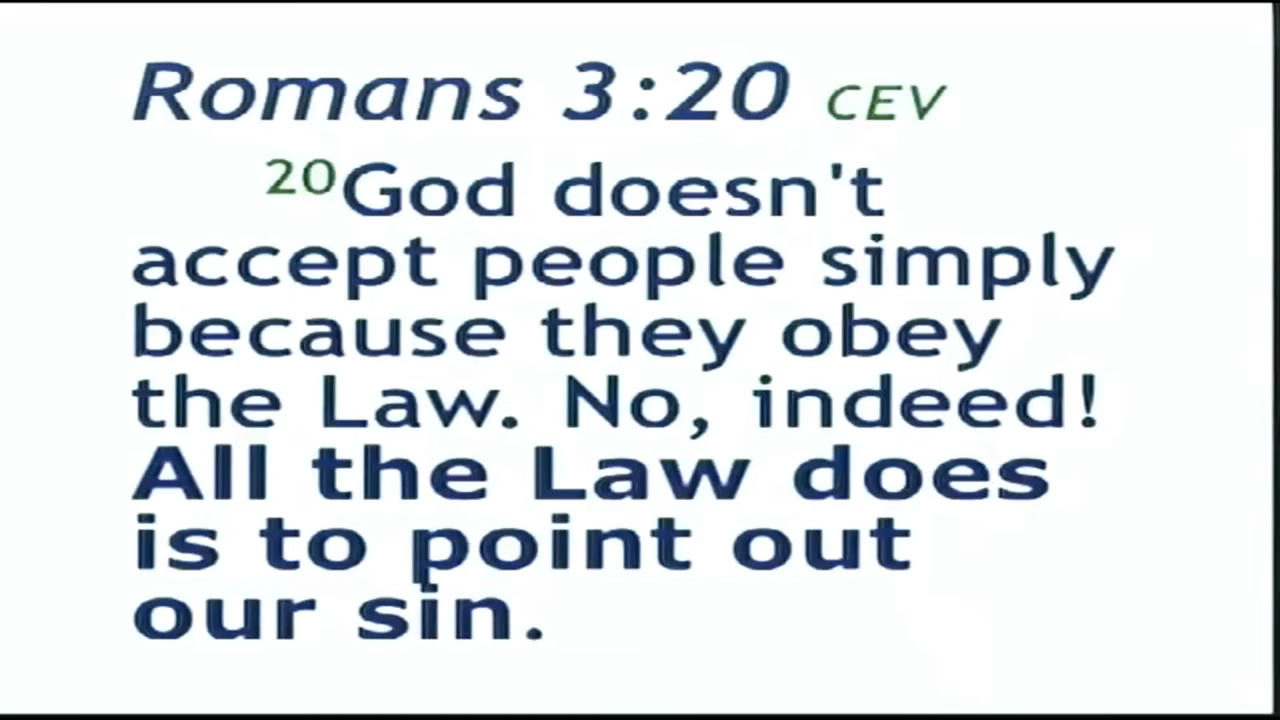 Romans 3:20 CEV
20God doesn't
accept people simply
because they obey
the Law. No, indeed!
All the Law does
is to point out
our sin.